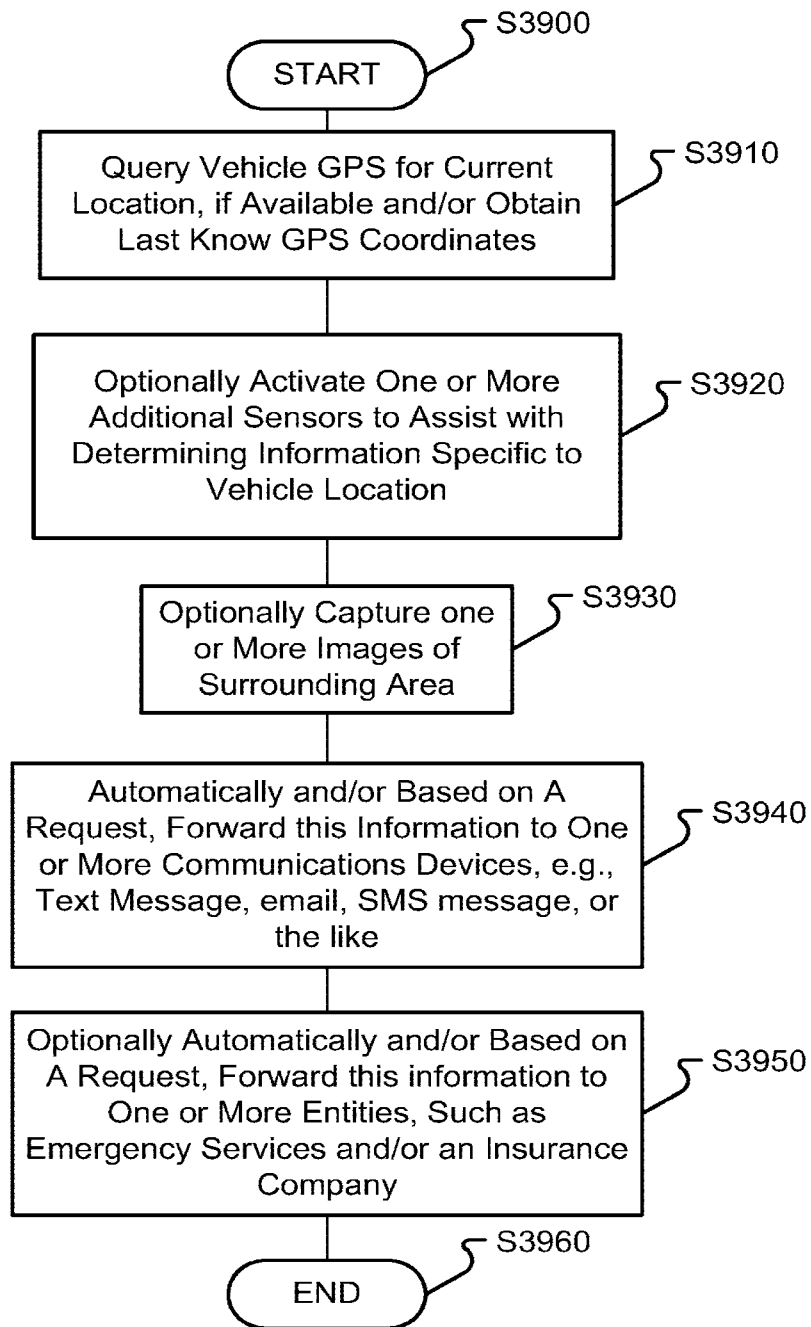 S3900
START
S3910
Query Vehicle GPS for Current
Location, if Available and/or Obtain
Last Know GPS Coordinates
S3920
Optionally Activate One or More
Additional Sensors to Assist with
Determining Information Specific to
Vehicle Location
S3930
Optionally Capture one
or More Images of
Surrounding Area
S3940
Automatically and/or Based on A
Request, Forward this Information to One
or More Communications Devices, e.g.,
Text Message, email, SMS message, or
the like
S3950
Optionally Automatically and/or Based on
A Request, Forward this information to
One or More Entities, Such as
Emergency Services and/or an Insurance
Company
S3960
END